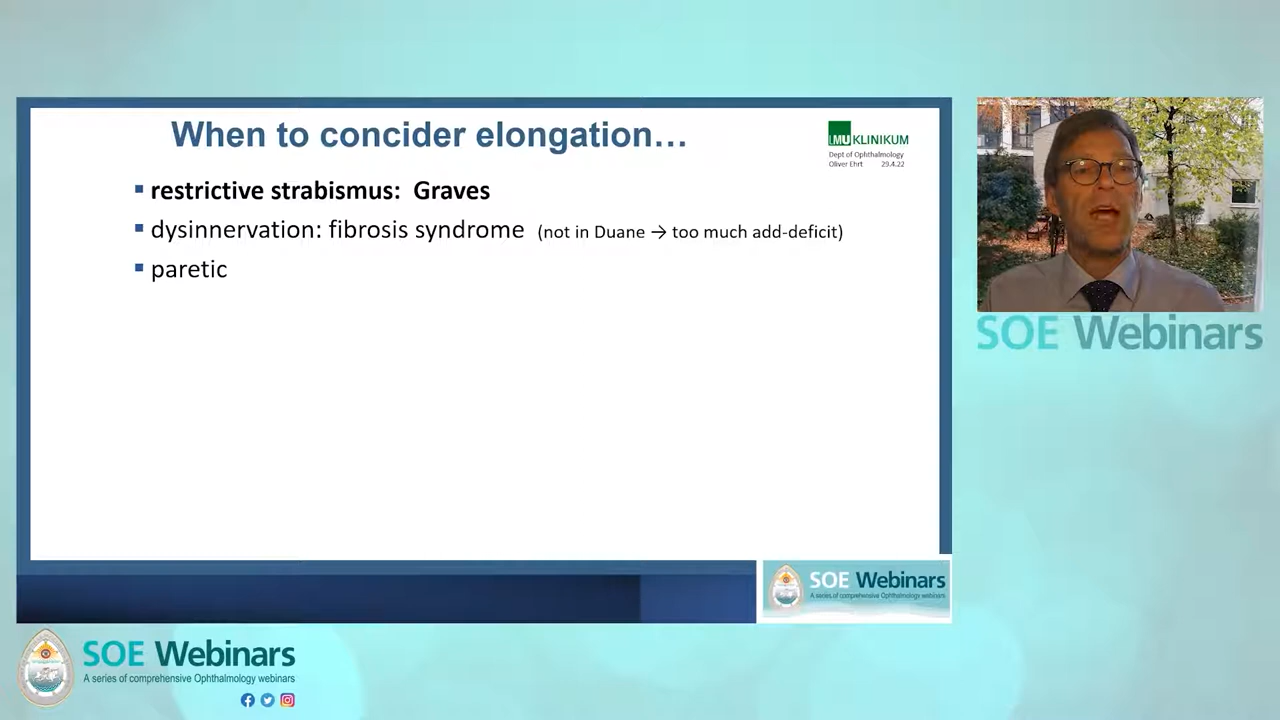 When to concider elongation...
LMU KLINIKUM
Dept of Ophthalmology
Oliver Ehrt 29.4.22
▪ restrictive strabismus: Graves
▪ dysinnervation: fibrosis syndrome (not in Duane → too much add-deficit)
▪ paretic
SOE Webinars
SOE Webinars
A series of comprehensive Ophthalmology webinars
SOE Webinars
A series of comprehensive Ophthalmology webinars